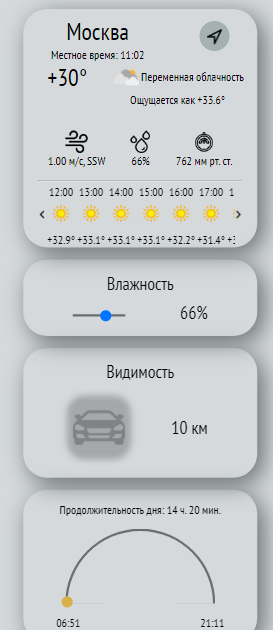 Москва
Местное время: 11:02
+30° Переменная облачность
Ощущается как +33.6°
1.00 м/с, SSW 66% 762 мм рт. ст.
12:00 13:00 14:00 15:00 16:00 17:00 1
+32.9° +33.1° +33.1° +33.1° +32.2° +31.4° +3
Влажность
66%
Видимость
10 км
Продолжительность дня: 14 ч. 20 мин.
06:51 21:11